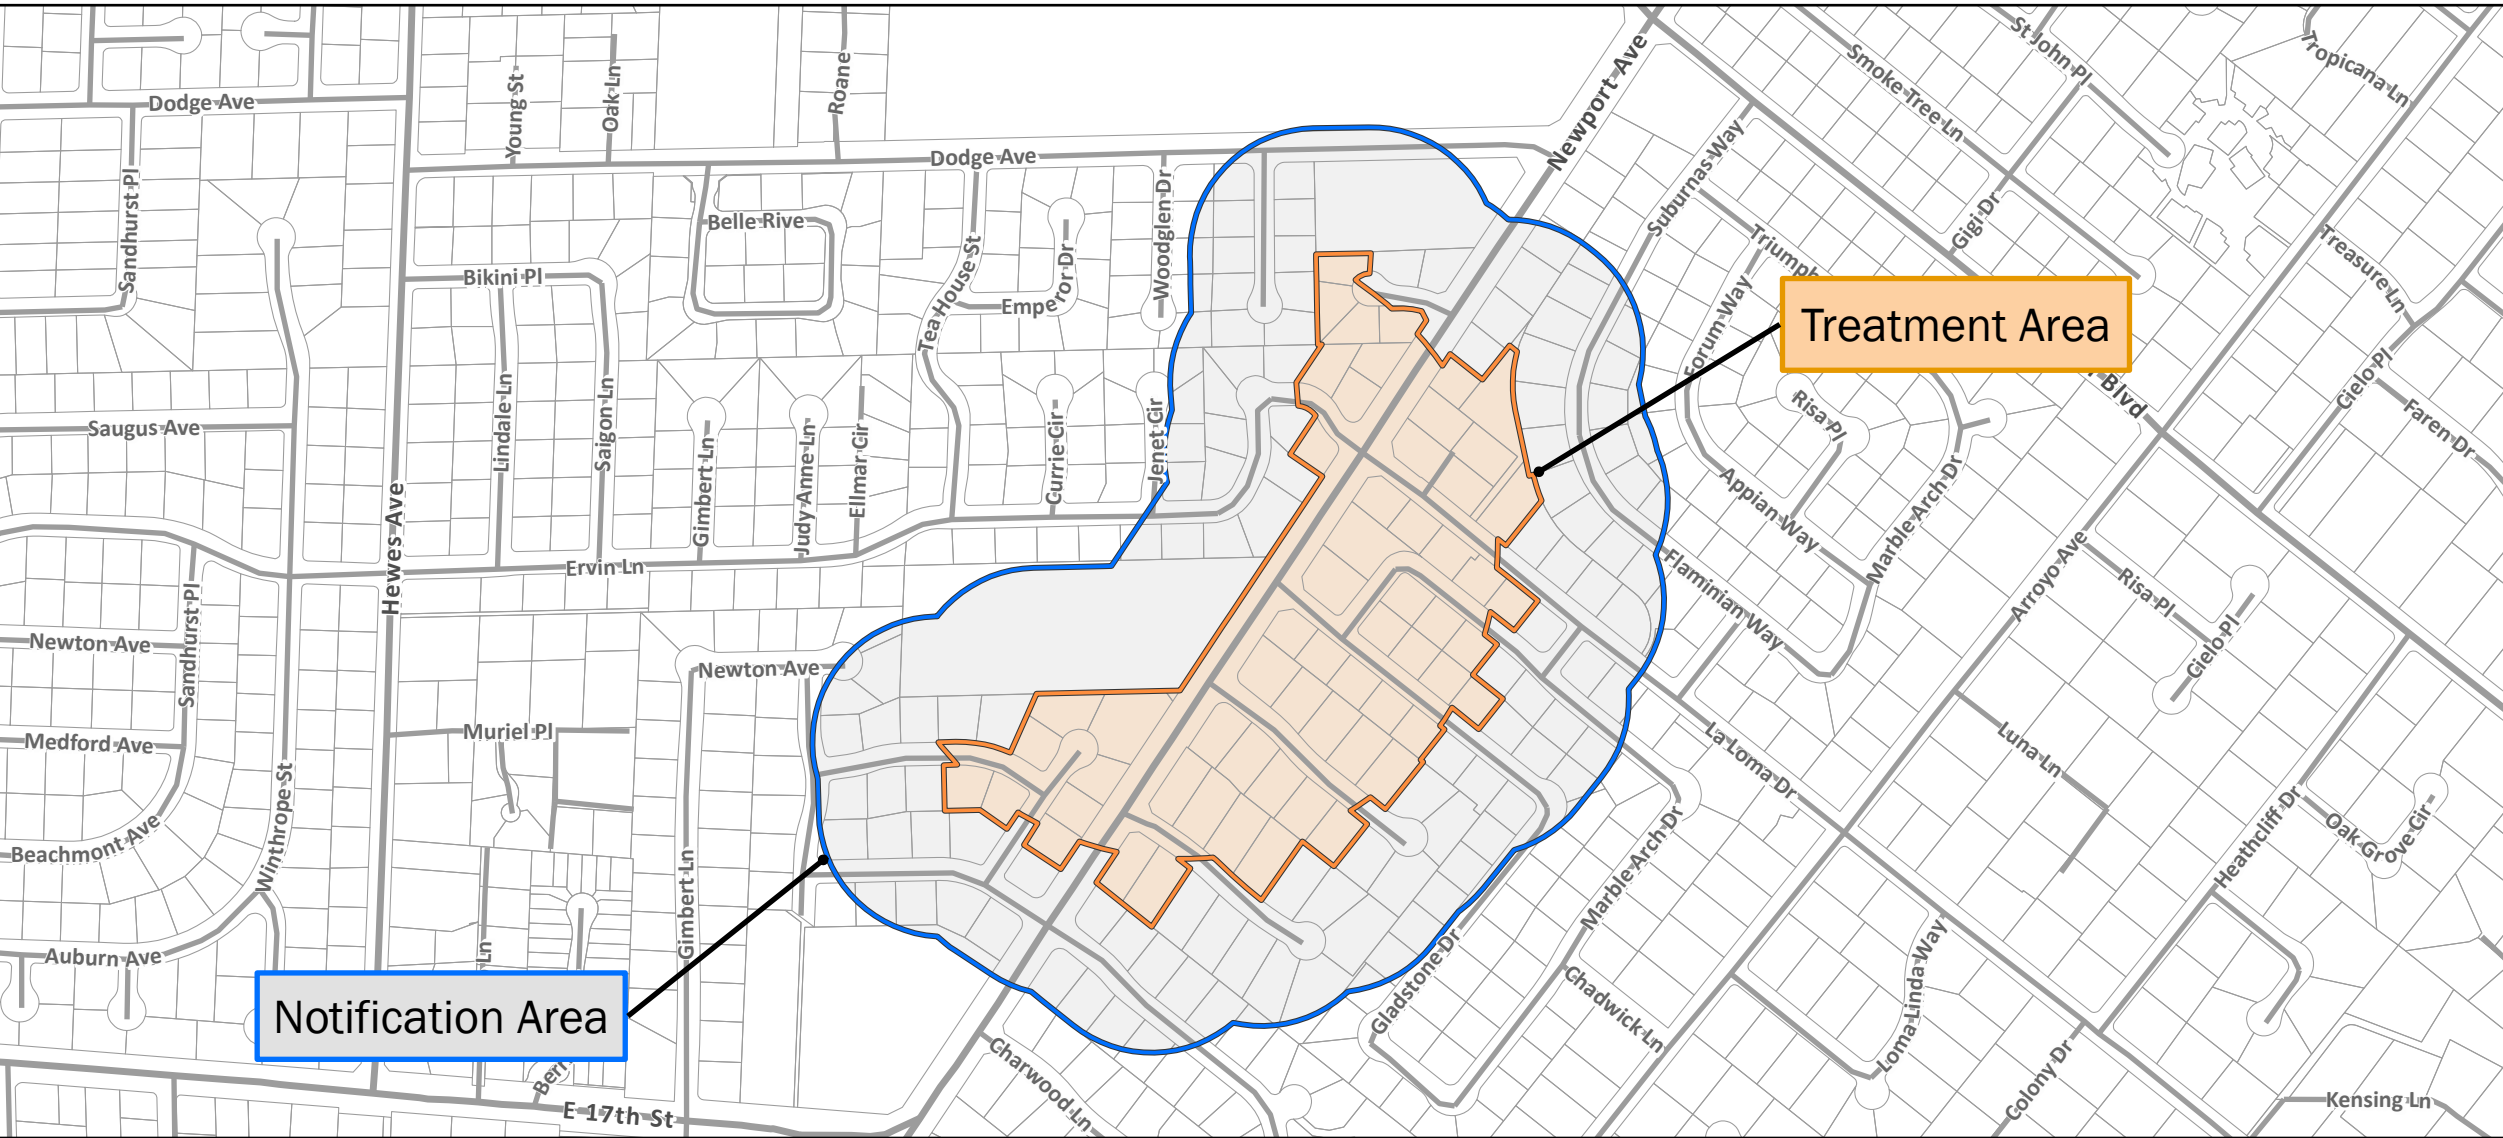 St John Pl
Tropicana Ln
Smoke Tree Ln
Newport Ave
Roane
Oak Ln
Young St
Dodge Ave
Dodge Ave
Suburnas Way
Sandhurst Pl
Woodglen Dr
Belle Rive
Gigi Dr
Triumph
Treasure Ln
Tea House St
Emperor Dr
Bikini Pl
Forum Way
Treatment Area
Blvd
Cielo Pl
Faren Dr
Risa Pl
Saugus Ave
Lindale Ln
Saigon Ln
Gimbert Ln
Judy Anne Ln
Ellmar Cir
Currie Cir
Jenet Cir
Appian Way
Marble Arch Dr
Hewes Ave
Ervin Ln
Flaminian Way
Arroyo Ave
Risa Pl
Cielo Pl
Sandhurst Pl
Newton Ave
Newton Ave
Medford Ave
Muriel Pl
La Loma Dr
Luna Ln
Winthrope St
Beachmont Ave
Marble Arch Dr
Heathcliff Dr
Oak Grove Cir
Gimbert Ln
Auburn Ave
Ln
Gladstone Dr
Chadwick Ln
Loma Linda Way
Notification Area
Charwood Ln
Colony Dr
Kensing Ln
E 17th St